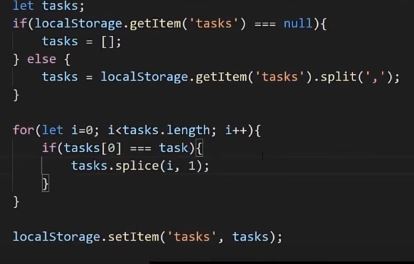 let tasks;
if(localStorage.getItem('tasks') === null){
    tasks = [];
} else {
    tasks = localStorage.getItem('tasks').split(',');
}

for(let i=0; i<tasks.length; i++){
    if(tasks[0] === task){
        tasks.splice(i, 1);
    }
}

localStorage.setItem('tasks', tasks);